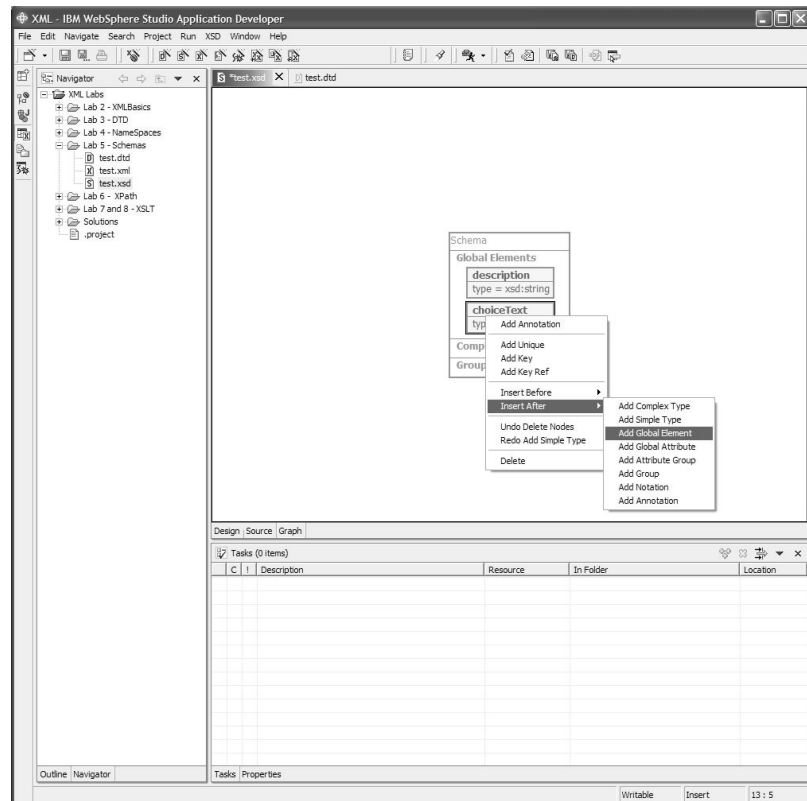 XML - IBM WebSphere Studio Application Developer
File Edit Navigate Search Project Run XSD Window Help
Navigator
*test.xsd
test.dtd
XML Labs
Lab 2 - XMLBasics
Lab 3 - DTD
Lab 4 - NameSpaces
Lab 5 - Schemas
test.dtd
test.xml
test.xsd
Lab 6 - XPath
Lab 7 and 8 - XSLT
Solutions
.project
Schema
Global Elements
description
type = xsd:string
choiceText
typ
Comp
Group
Add Annotation
Add Unique
Add Key
Add Key Ref
Insert Before
Insert After
Undo Delete Nodes
Redo Add Simple Type
Delete
Add Complex Type
Add Simple Type
Add Global Element
Add Global Attribute
Add Attribute Group
Add Group
Add Notation
Add Annotation
Design Source Graph
Tasks (0 items)
C ! Description Resource In Folder Location
Outline Navigator
Tasks Properties
Writable Insert 13 : 5